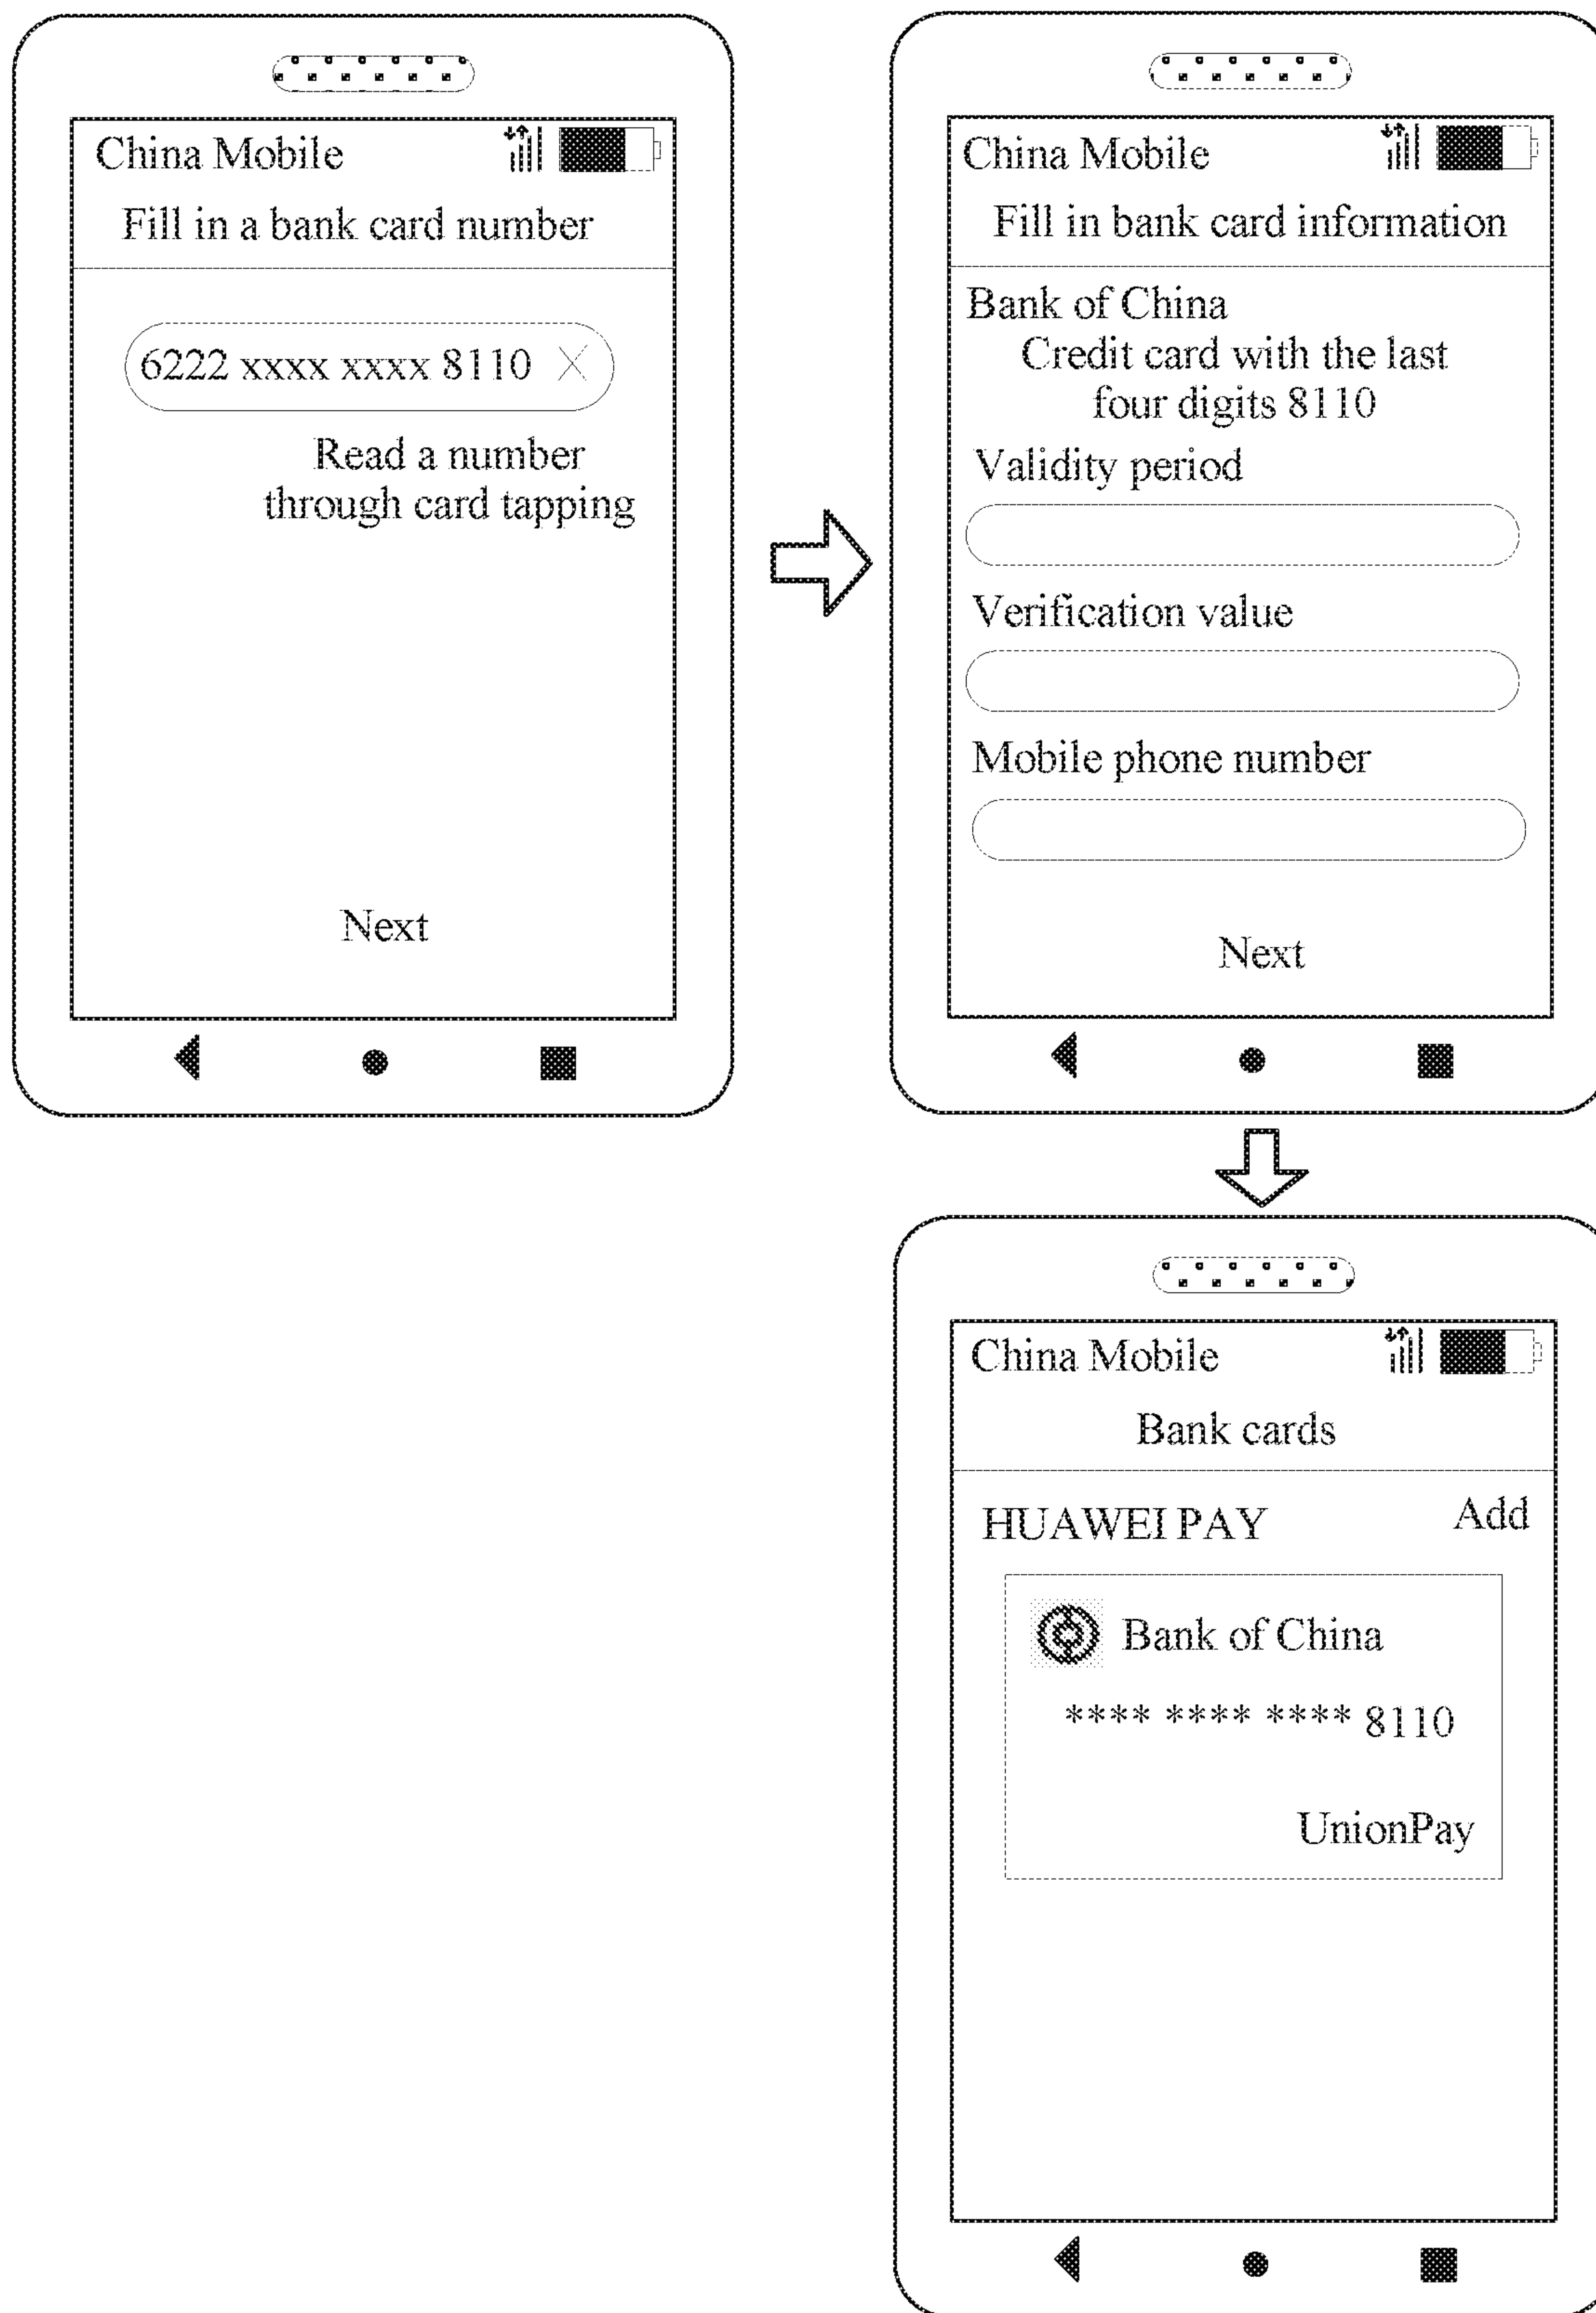 China Mobile
Fill in a bank card number
6222 xxxx xxxx 8110 X
Read a number
through card tapping
Next
China Mobile
Fill in bank card information
Bank of China
Credit card with the last
four digits 8110
Validity period
Verification value
Mobile phone number
Next
China Mobile
Bank cards
HUAWEI PAY Add
Bank of China
**** **** **** 8110
UnionPay